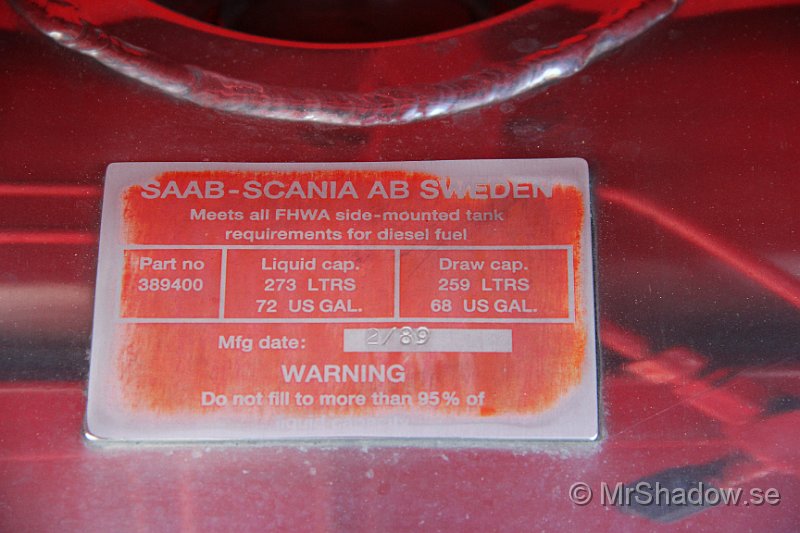 SAAB-SCANIA AB SWEDEN
Meets all FHWA side-mounted tank
requirements for diesel fuel
Part no
389400
Liquid cap.
273 LTRS
72 US GAL.
Draw cap.
259 LTRS
68 US GAL.
Mfg date: 2/89
WARNING
Do not fill to more than 95% of
liquid capacity
© MrShadow.se